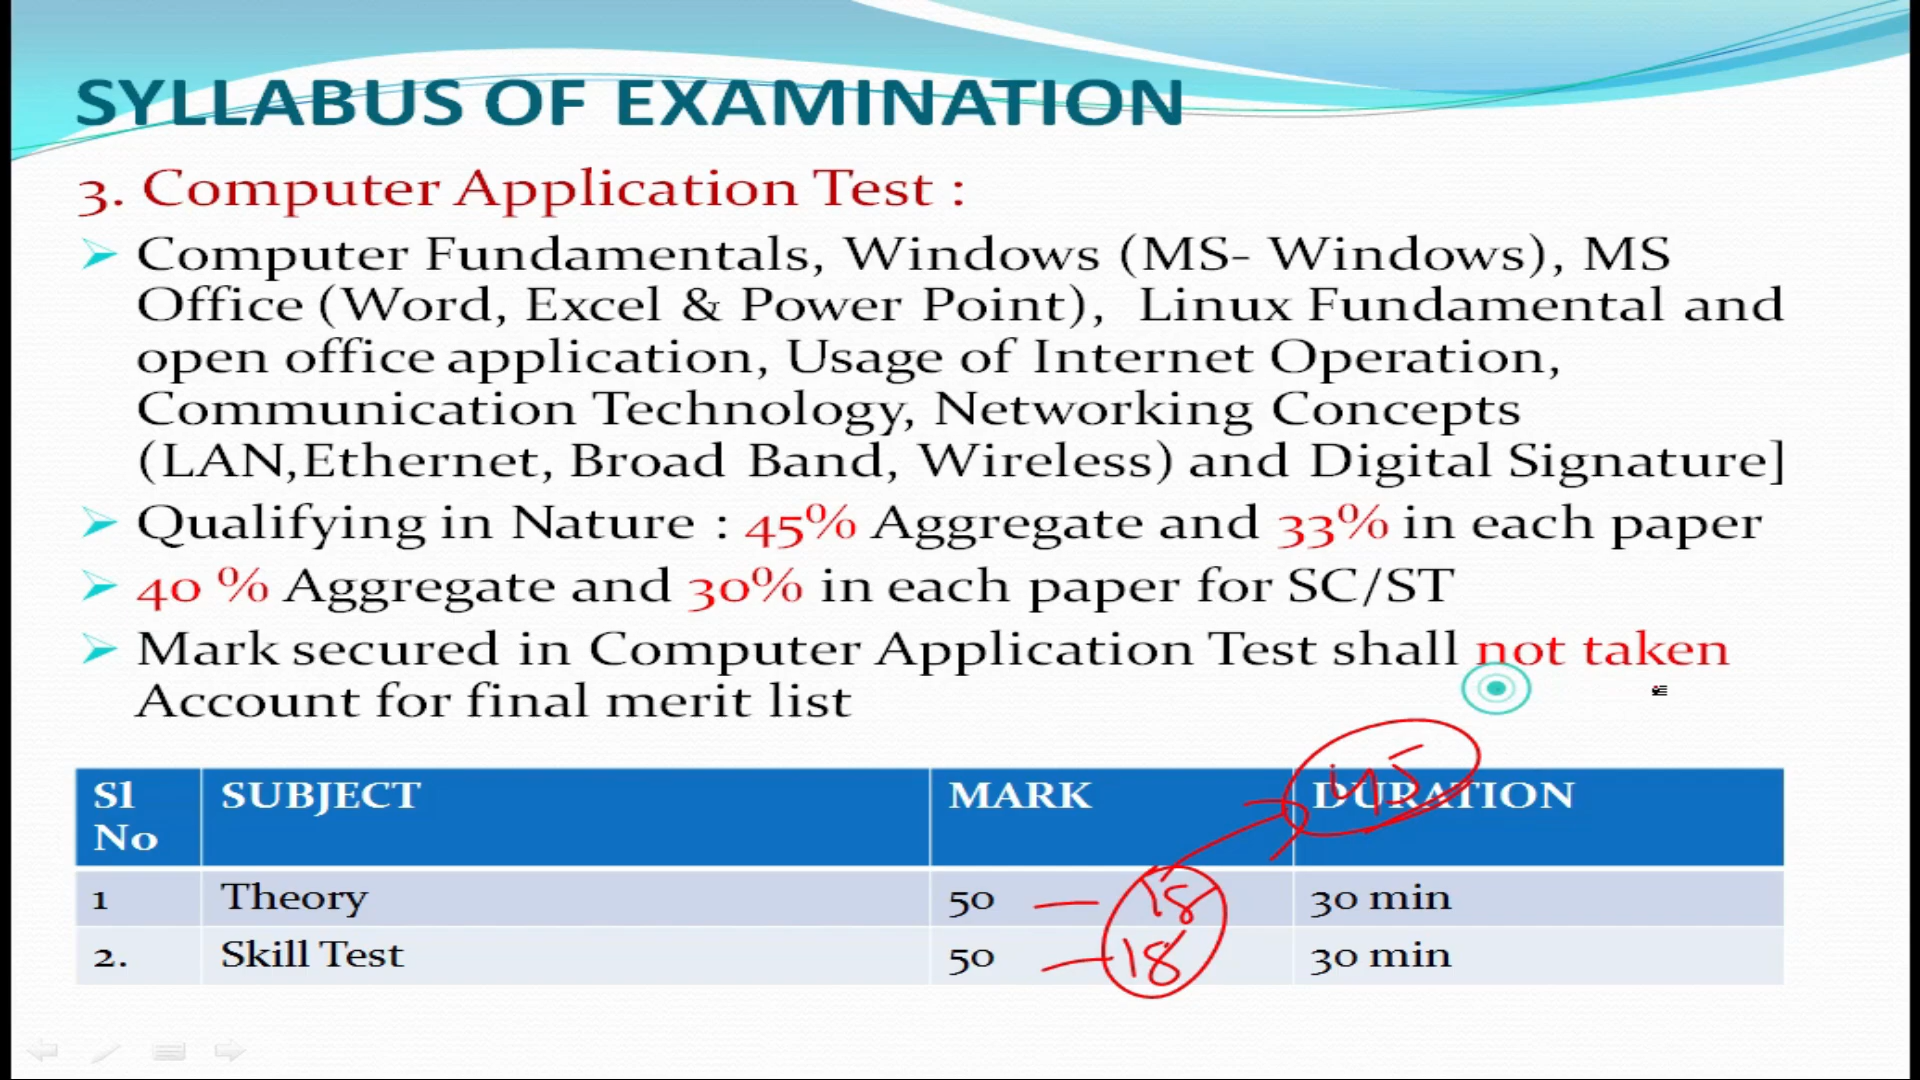 SYLLABUS OF EXAMINATION
3. Computer Application Test :
Computer Fundamentals, Windows (MS- Windows), MS
Office (Word, Excel & Power Point), Linux Fundamental and
open office application, Usage of Internet Operation,
Communication Technology, Networking Concepts
(LAN,Ethernet, Broad Band, Wireless) and Digital Signature]
Qualifying in Nature : 45% Aggregate and 33% in each paper
40 % Aggregate and 30% in each paper for SC/ST
Mark secured in Computer Application Test shall not taken
Account for final merit list
45
Sl No SUBJECT MARK DURATION
1 Theory 50 — 18 30 min
2. Skill Test 50 — 18 30 min